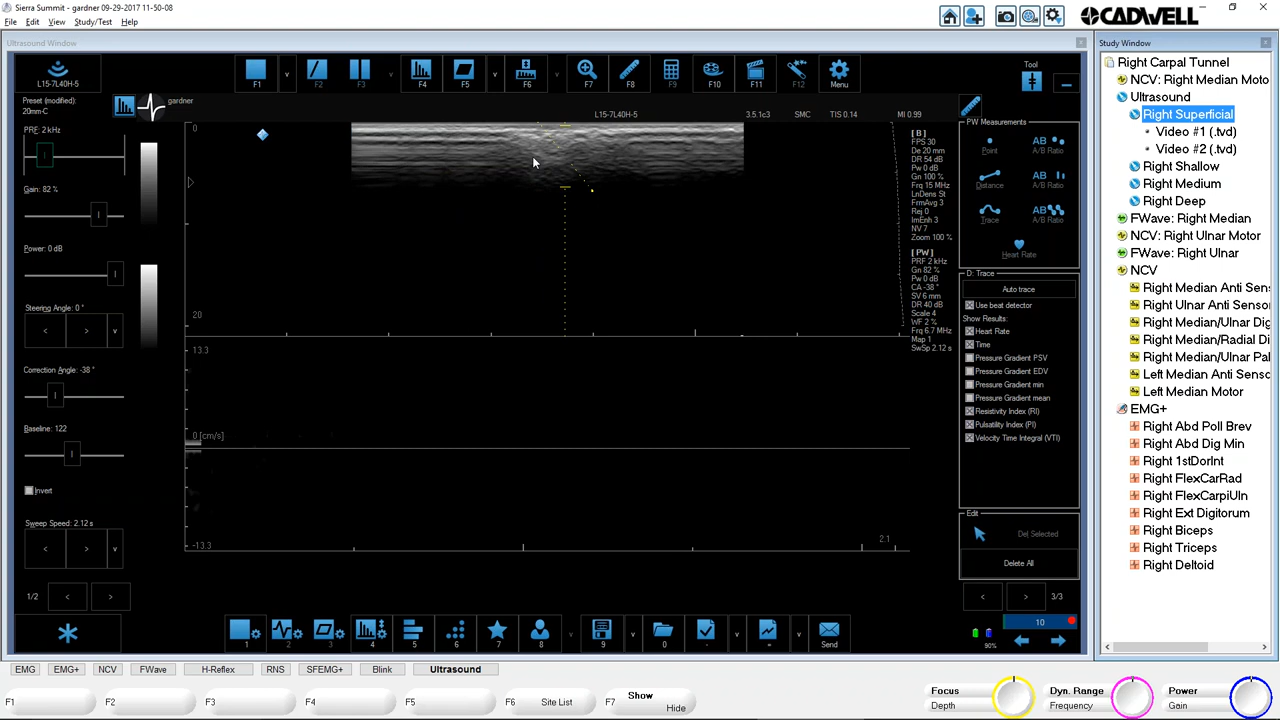 Sierra Summit - gardner 09-29-2017 11-50-08
File Edit View Study/Test Help
CADWELL
Ultrasound Window
L15-7L40H-5
F1
F2
F3
F4
F5
F6
F7
F8
F9
F10
F11
F12
Menu
Tool
Preset (modified):
20mm-C
gardner
L15-7L40H-5 3.5.1c3 SMC TIS 0.14 MI 0.99
PRF: 2 kHz
Gain: 82 %
Power: 0 dB
Steering Angle: 0 °
< > v
Correction Angle: -38 °
Baseline: 122
Invert
Sweep Speed: 2.12 s
< > v
1/2 < >
0
20
13.3
0 [cm/s]
-13.3
2.1
[ B ]
FPS 30
De 20 mm
DR 54 dB
Pw 0 dB
Gn 100 %
Frq 15 MHz
LnDens St
FrmAvg 3
Rej 0
ImEnh 3
NV 7
Zoom 100 %
[ PW ]
PRF 2 kHz
Gn 82 %
Pw 0 dB
CA -38 °
SV 6 mm
DR 40 dB
Scale 4
WF 2 %
Frq 6.7 MHz
Map 1
SwSp 2.12 s
PW Measurements
Point
AB
A/B Ratio
Distance
AB
A/B Ratio
Trace
AB
A/B Ratio
Heart Rate
D: Trace
Auto trace
Use beat detector
Show Results:
Heart Rate
Time
Pressure Gradient PSV
Pressure Gradient EDV
Pressure Gradient min
Pressure Gradient mean
Resistivity Index (RI)
Pulsatility Index (PI)
Velocity Time Integral (VTI)
Edit
Del Selected
Delete All
< > 3/3
10
90%
1
2
3
4
5
6
7
8
9
0
-
=
Send
Study Window
Right Carpal Tunnel
NCV: Right Median Moto
Ultrasound
Right Superficial
Video #1 (.tvd)
Video #2 (.tvd)
Right Shallow
Right Medium
Right Deep
FWave: Right Median
NCV: Right Ulnar Motor
FWave: Right Ulnar
NCV
Right Median Anti Sens
Right Ulnar Anti Sensor
Right Median/Ulnar Dig
Right Median/Radial Di
Right Median/Ulnar Pal
Left Median Anti Senso
Left Median Motor
EMG+
Right Abd Poll Brev
Right Abd Dig Min
Right 1stDorInt
Right FlexCarRad
Right FlexCarpiUln
Right Ext Digitorum
Right Biceps
Right Triceps
Right Deltoid
EMG EMG+ NCV FWave H-Reflex RNS SFEMG+ Blink Ultrasound
F1
F2
F3
F4
F5
F6 Site List
F7 Show
Hide
Focus
Depth
Dyn. Range
Frequency
Power
Gain